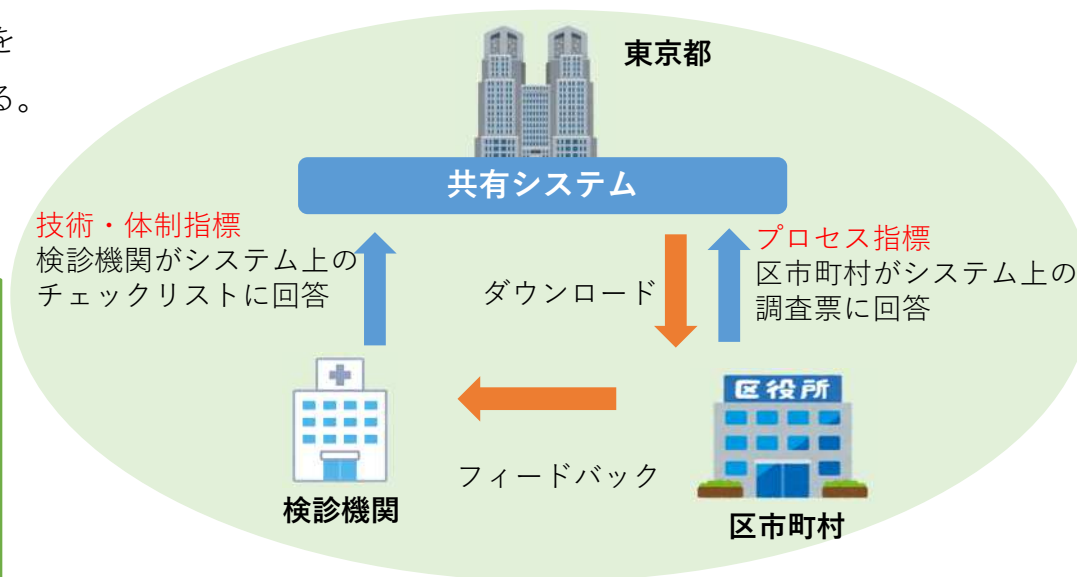 を
る。
東京都
共有システム
技術・体制指標
検診機関がシステム上の
チェックリストに回答
プロセス指標
区市町村がシステム上の
調査票に回答
ダウンロード
区役所
フィードバック
検診機関
区市町村